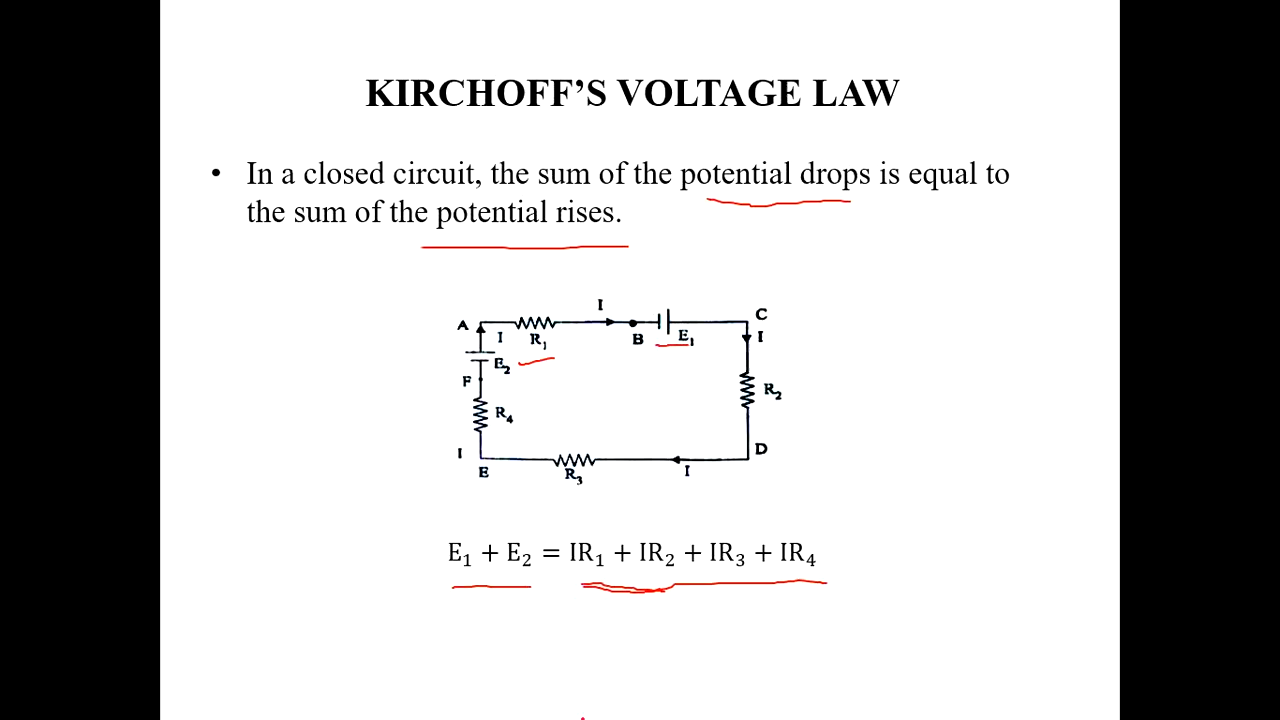 KIRCHOFF'S VOLTAGE LAW
• In a closed circuit, the sum of the potential drops is equal to
the sum of the potential rises.
I
A
I
R₁
B
E₁
C
I
E₂
F
R₄
R₂
I
E
R₃
I
D
E₁ + E₂ = IR₁ + IR₂ + IR₃ + IR₄